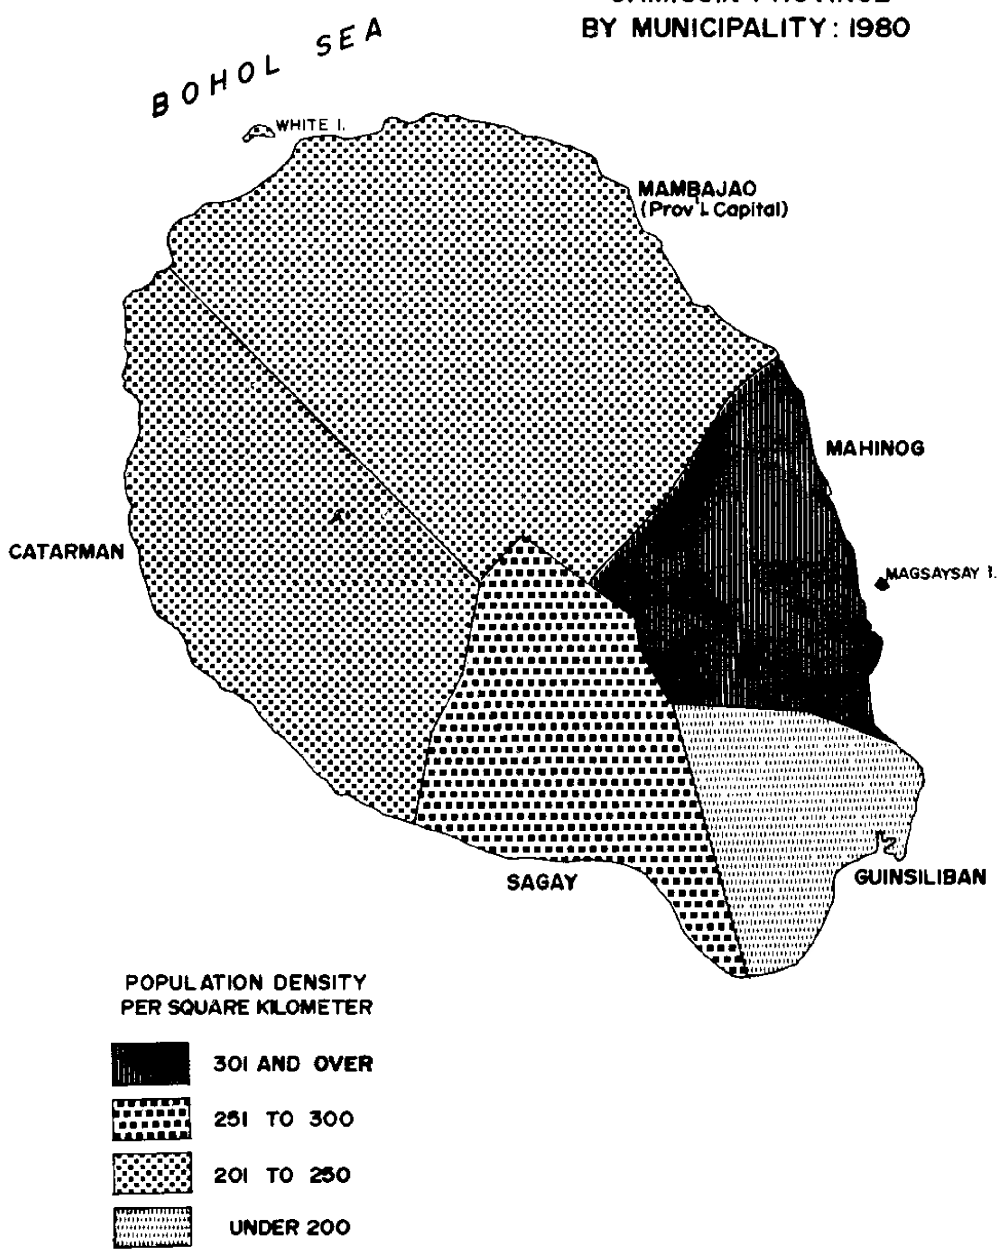 BY MUNICIPALITY: 1980
BOHOL SEA
WHITE I.
MAMBAJAO
(Prov'l. Capital)
MAHINOG
CATARMAN
MAGSAYSAY I.
SAGAY
GUINSILIBAN
POPULATION DENSITY
PER SQUARE KILOMETER
301 AND OVER
251 TO 300
201 TO 250
UNDER 200